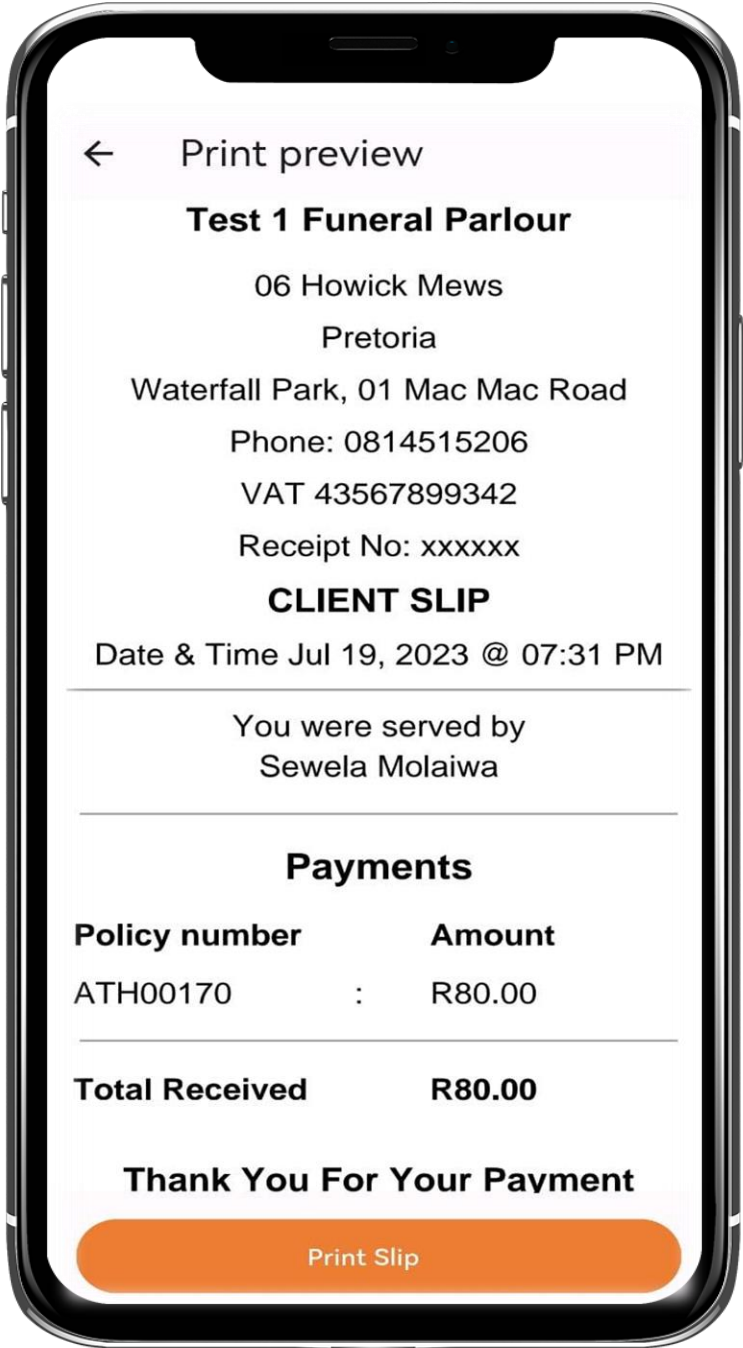 Print preview
Test 1 Funeral Parlour
06 Howick Mews
Pretoria
Waterfall Park, 01 Mac Mac Road
Phone: 0814515206
VAT 43567899342
Receipt No: xxxxxx
CLIENT SLIP
Date & Time Jul 19, 2023 @ 07:31 PM
You were served by
Sewela Molaiwa
Payments
Policy number Amount
ATH00170 : R80.00
Total Received R80.00
Thank You For Your Payment
Print Slip